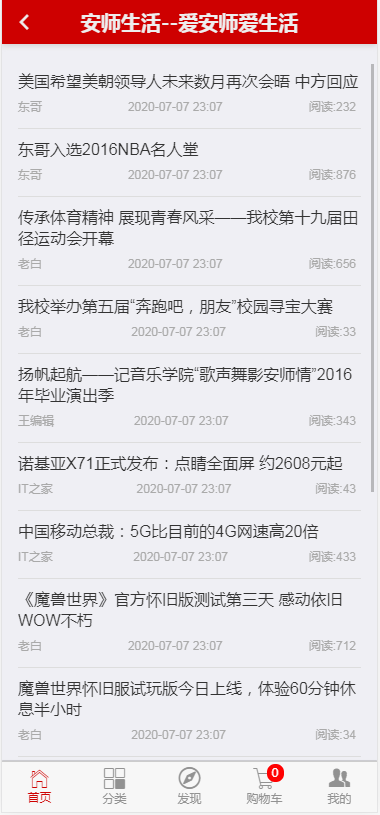 安师生活--爱安师爱生活
美国希望美朝领导人未来数月再次会晤 中方回应
东哥 2020-07-07 23:07 阅读:232
东哥入选2016NBA名人堂
东哥 2020-07-07 23:07 阅读:876
传承体育精神 展现青春风采——我校第十九届田
径运动会开幕
老白 2020-07-07 23:07 阅读:656
我校举办第五届“奔跑吧，朋友”校园寻宝大赛
老白 2020-07-07 23:07 阅读:33
扬帆起航——记音乐学院“歌声舞影安师情”2016
年毕业演出季
王编辑 2020-07-07 23:07 阅读:343
诺基亚X71正式发布：点睛全面屏 约2608元起
IT之家 2020-07-07 23:07 阅读:43
中国移动总裁：5G比目前的4G网速高20倍
IT之家 2020-07-07 23:07 阅读:433
《魔兽世界》官方怀旧版测试第三天 感动依旧
WOW不朽
老白 2020-07-07 23:07 阅读:712
魔兽世界怀旧服试玩版今日上线，体验60分钟休
息半小时
老白 2020-07-07 23:07 阅读:34
0
首页 分类 发现 购物车 我的